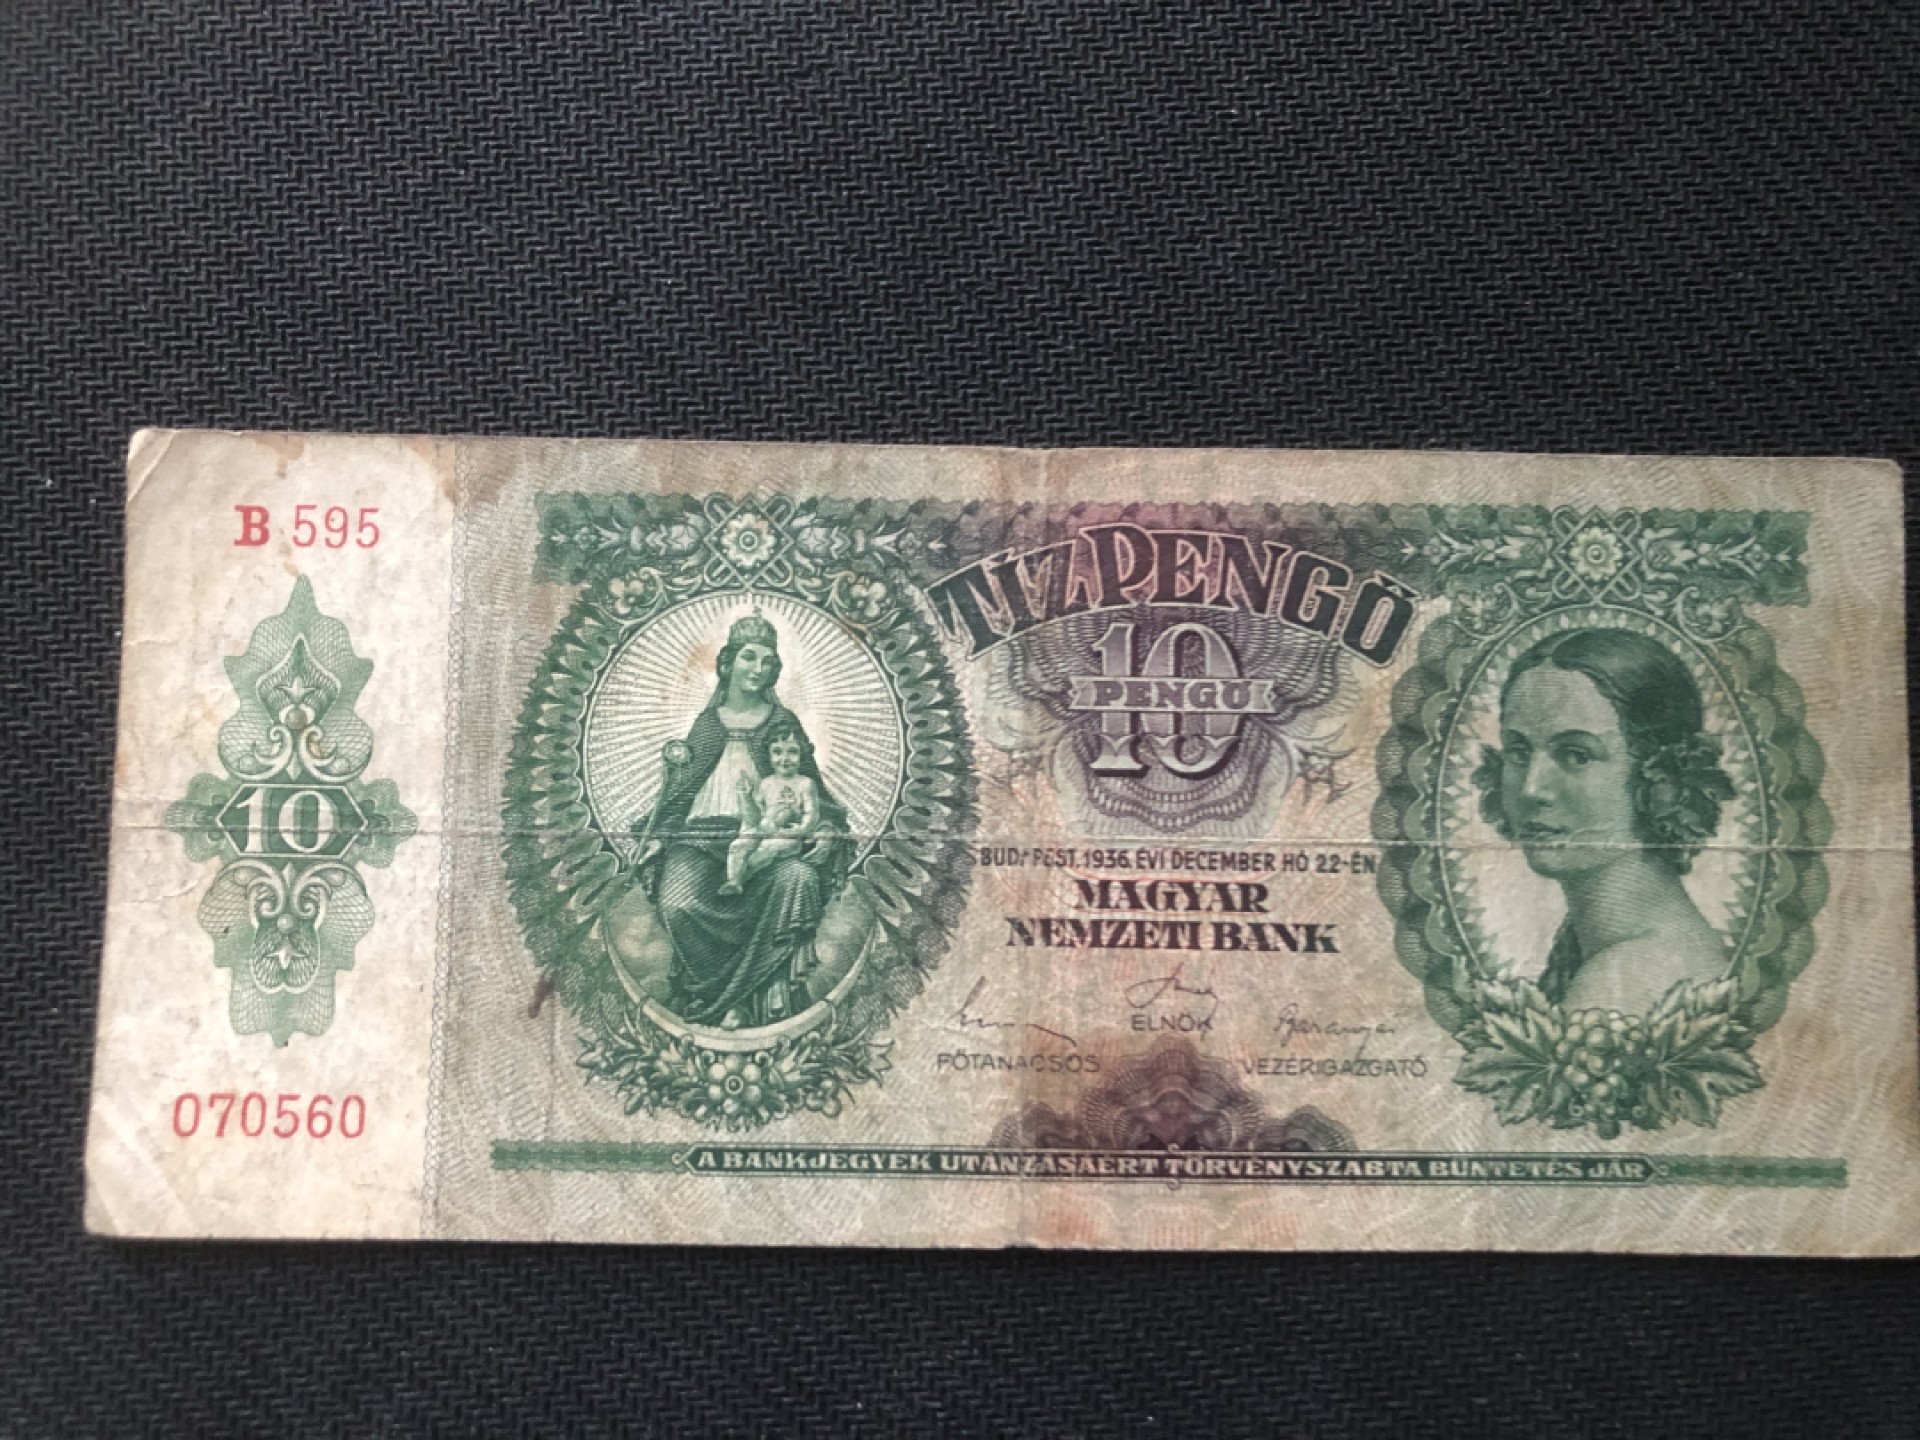 B 595
10
070560
TÍZ PENGŐ
10
PENGŐ
BUDAPEST, 1936. ÉVI DECEMBER HÓ 22-ÉN
MAGYAR
NEMZETI BANK
ELNÖK
FŐTANÁCSOS
VEZÉRIGAZGATÓ
A BANKJEGYEK UTÁNZÁSÁÉRT TÖRVÉNYSZABTA BÜNTETÉS JÁR